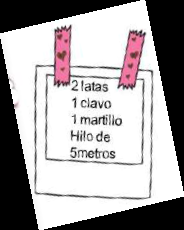 2 latas
1 clavo
1 martillo
Hilo de
5metros